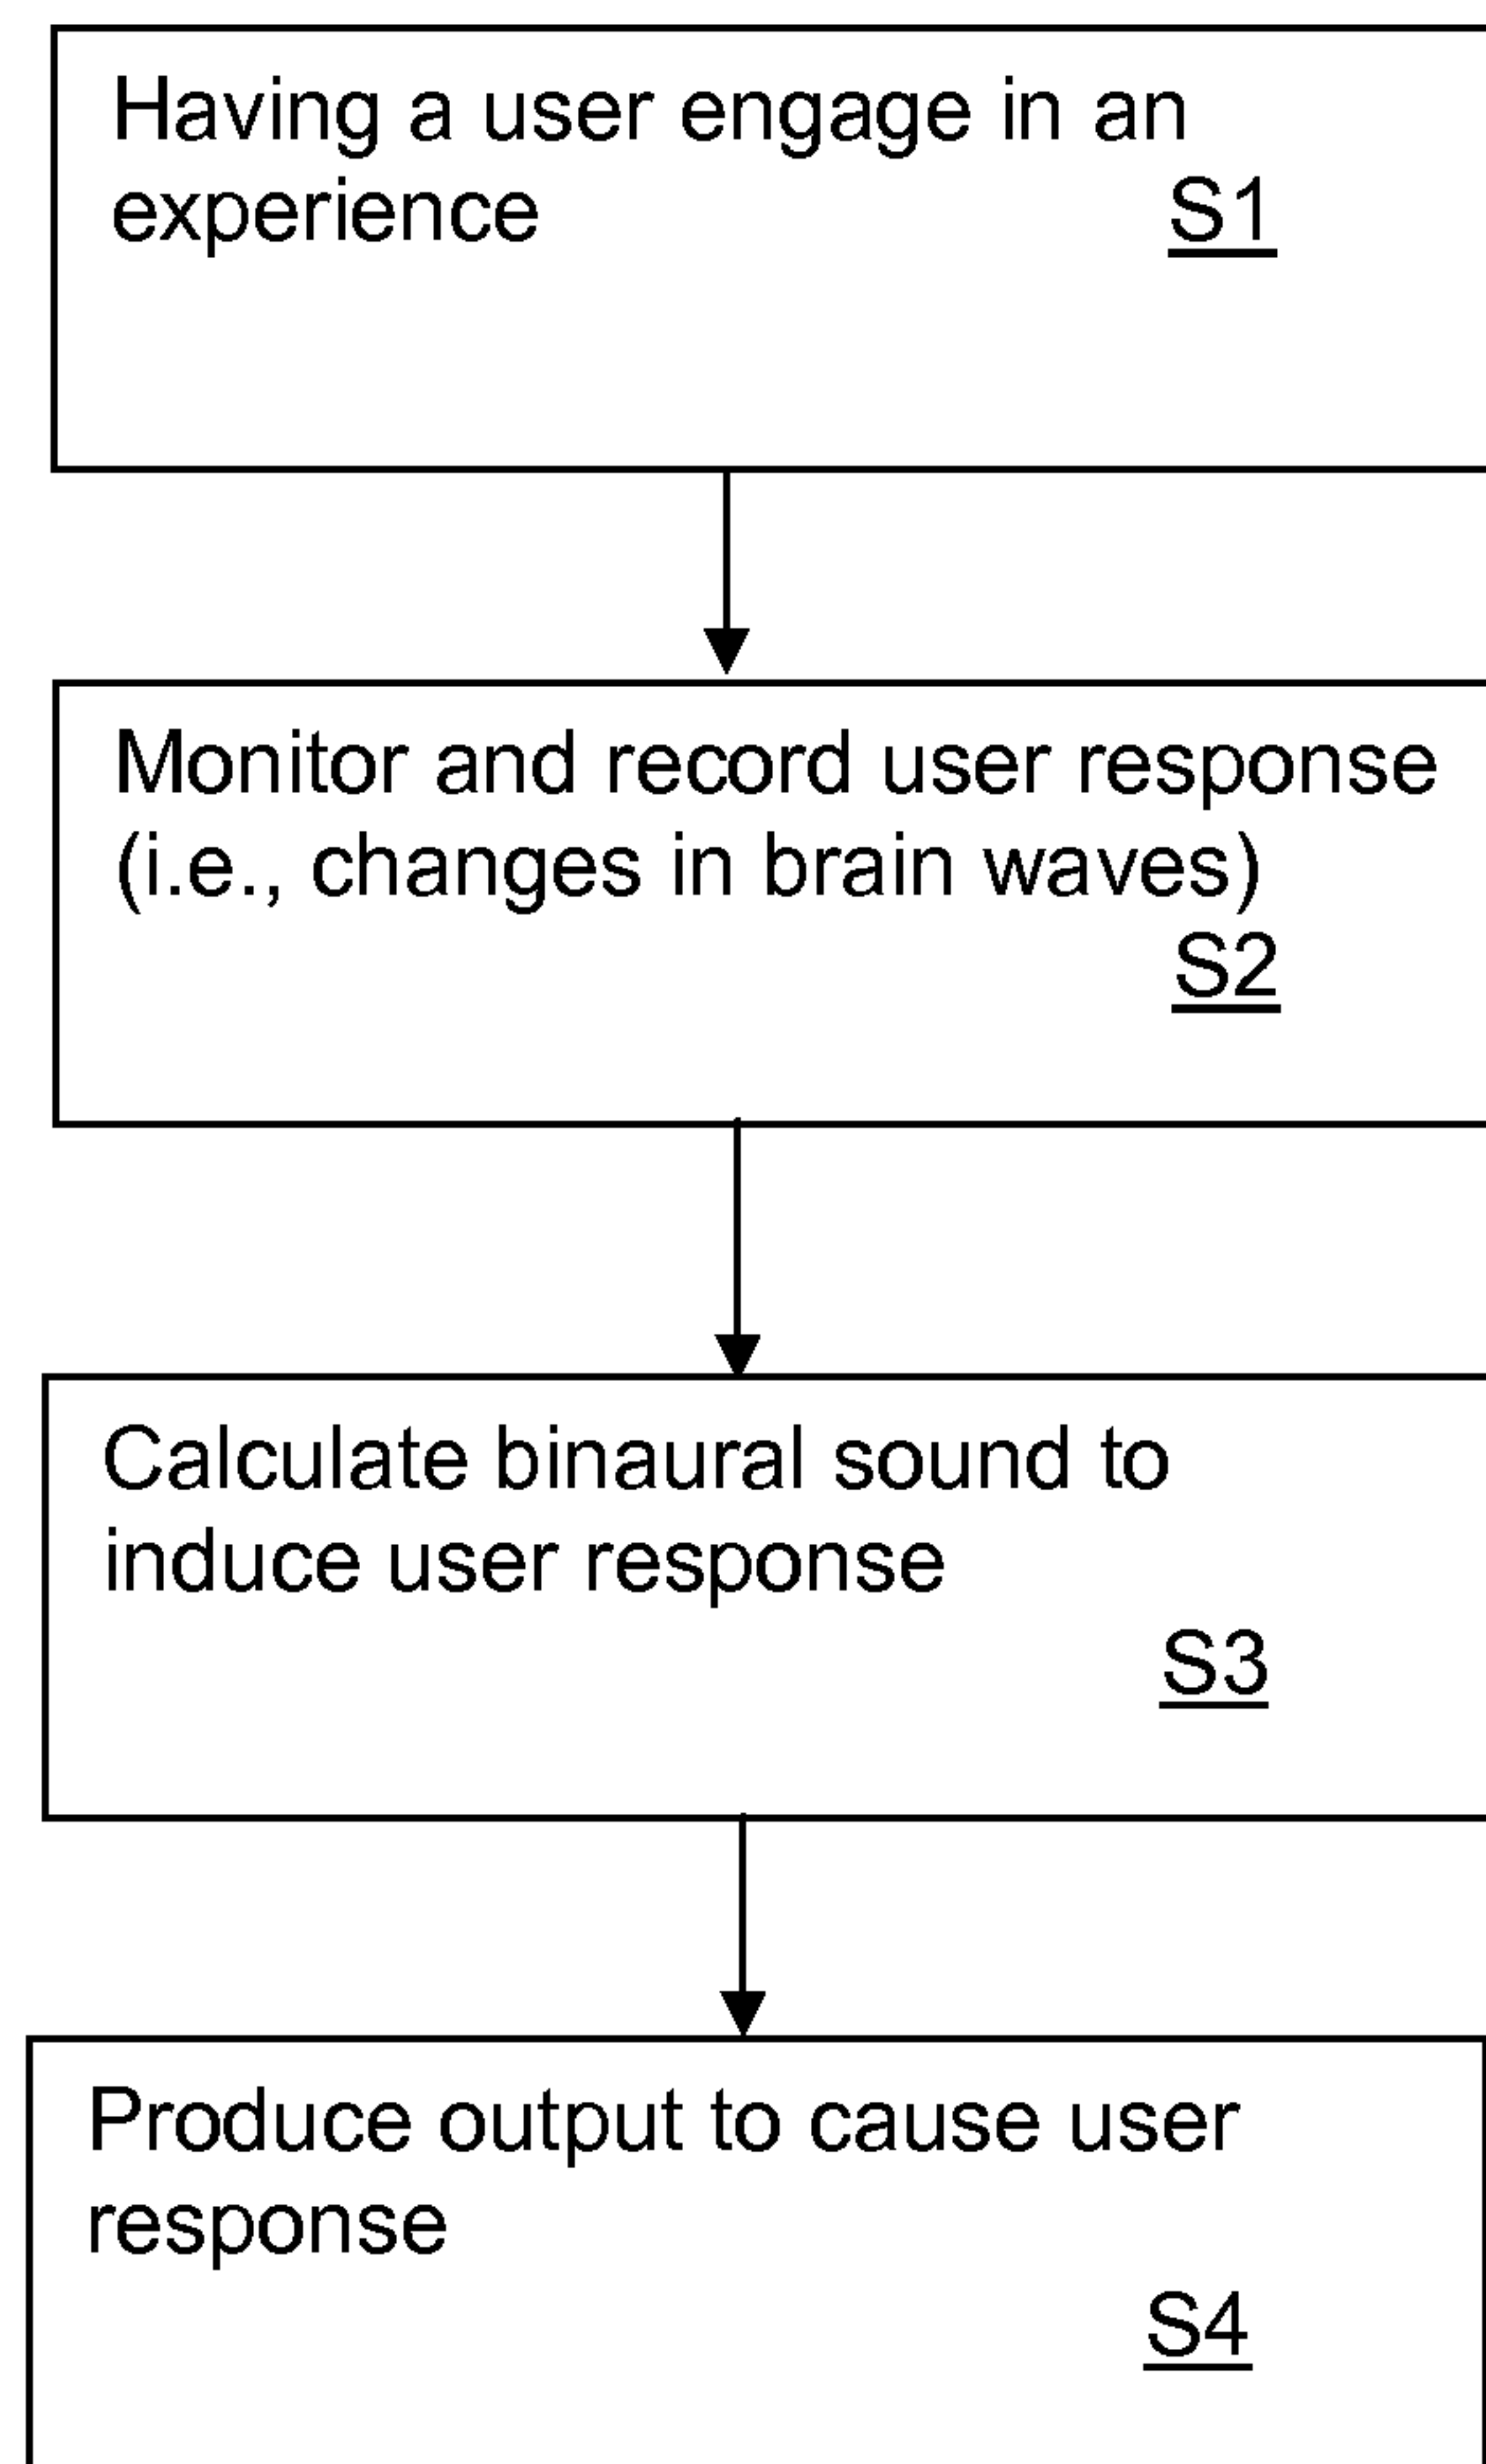 Having a user engage in an
experience S1
Monitor and record user response
(i.e., changes in brain waves)
S2
Calculate binaural sound to
induce user response
S3
Produce output to cause user
response
S4